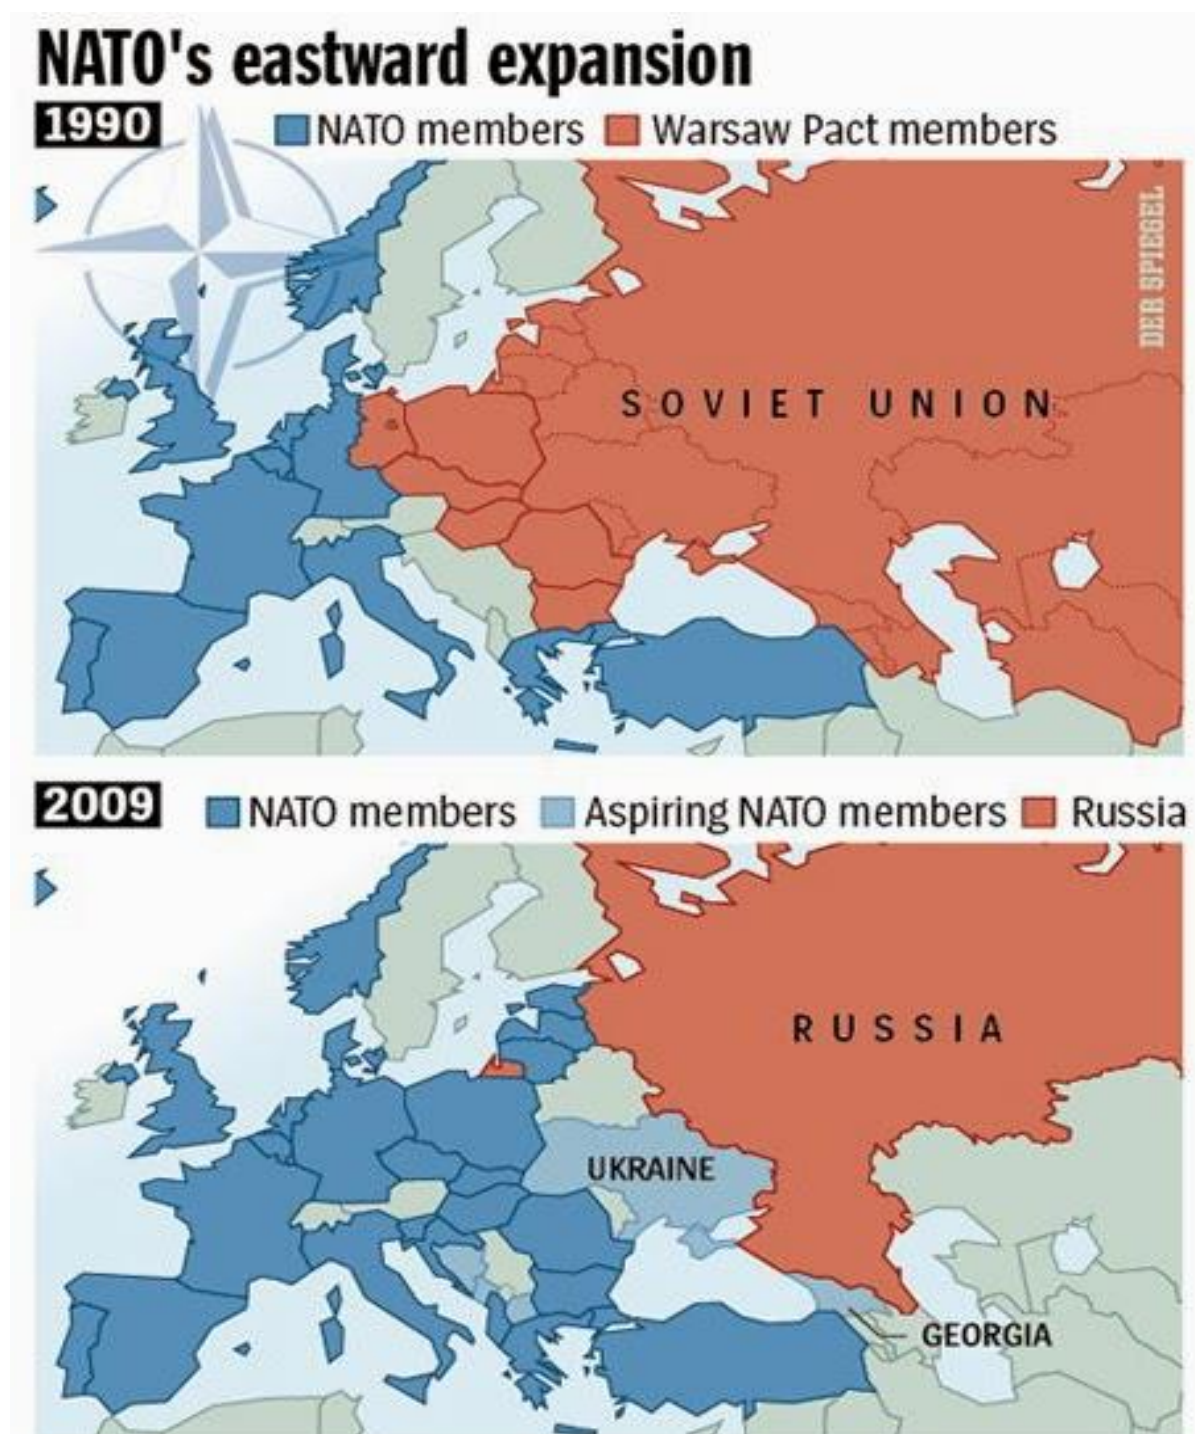 NATO's eastward expansion
1990
NATO members
Warsaw Pact members
DER SPIEGEL
SOVIET UNION
2009
NATO members
Aspiring NATO members
Russia
RUSSIA
UKRAINE
GEORGIA